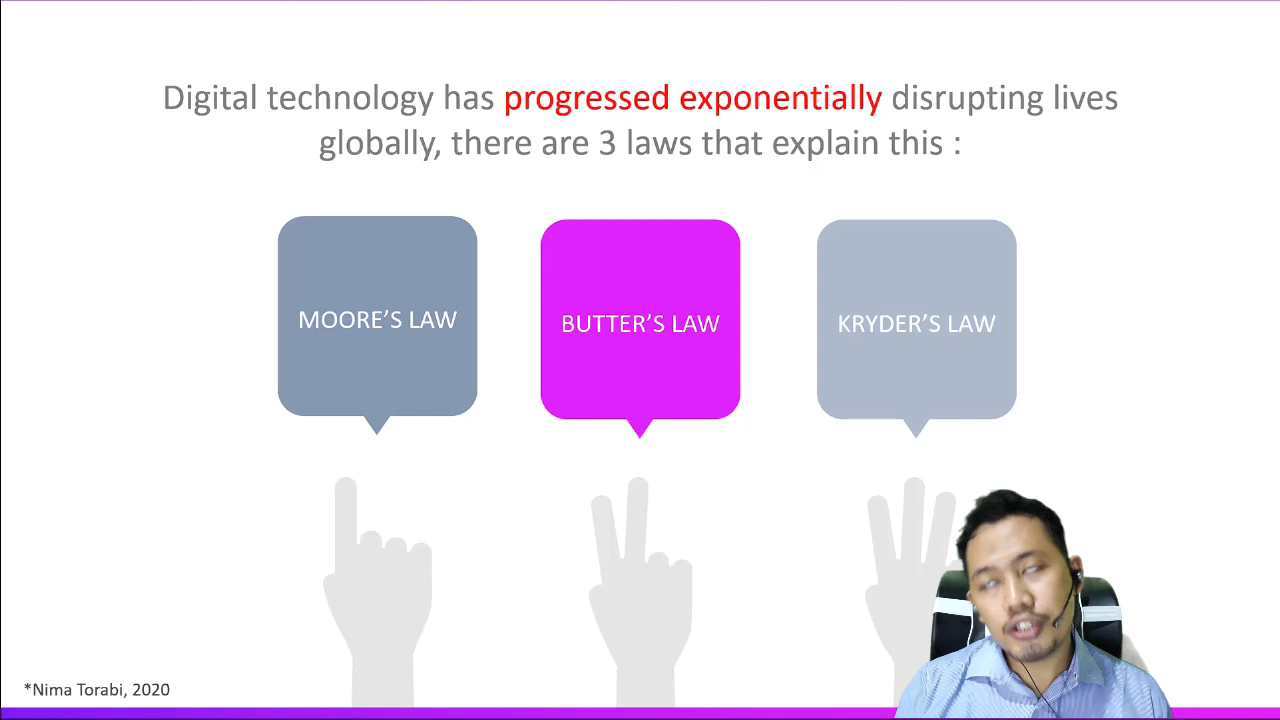 Digital technology has progressed exponentially disrupting lives
globally, there are 3 laws that explain this :
MOORE’S LAW
BUTTER’S LAW
KRYDER’S LAW
*Nima Torabi, 2020